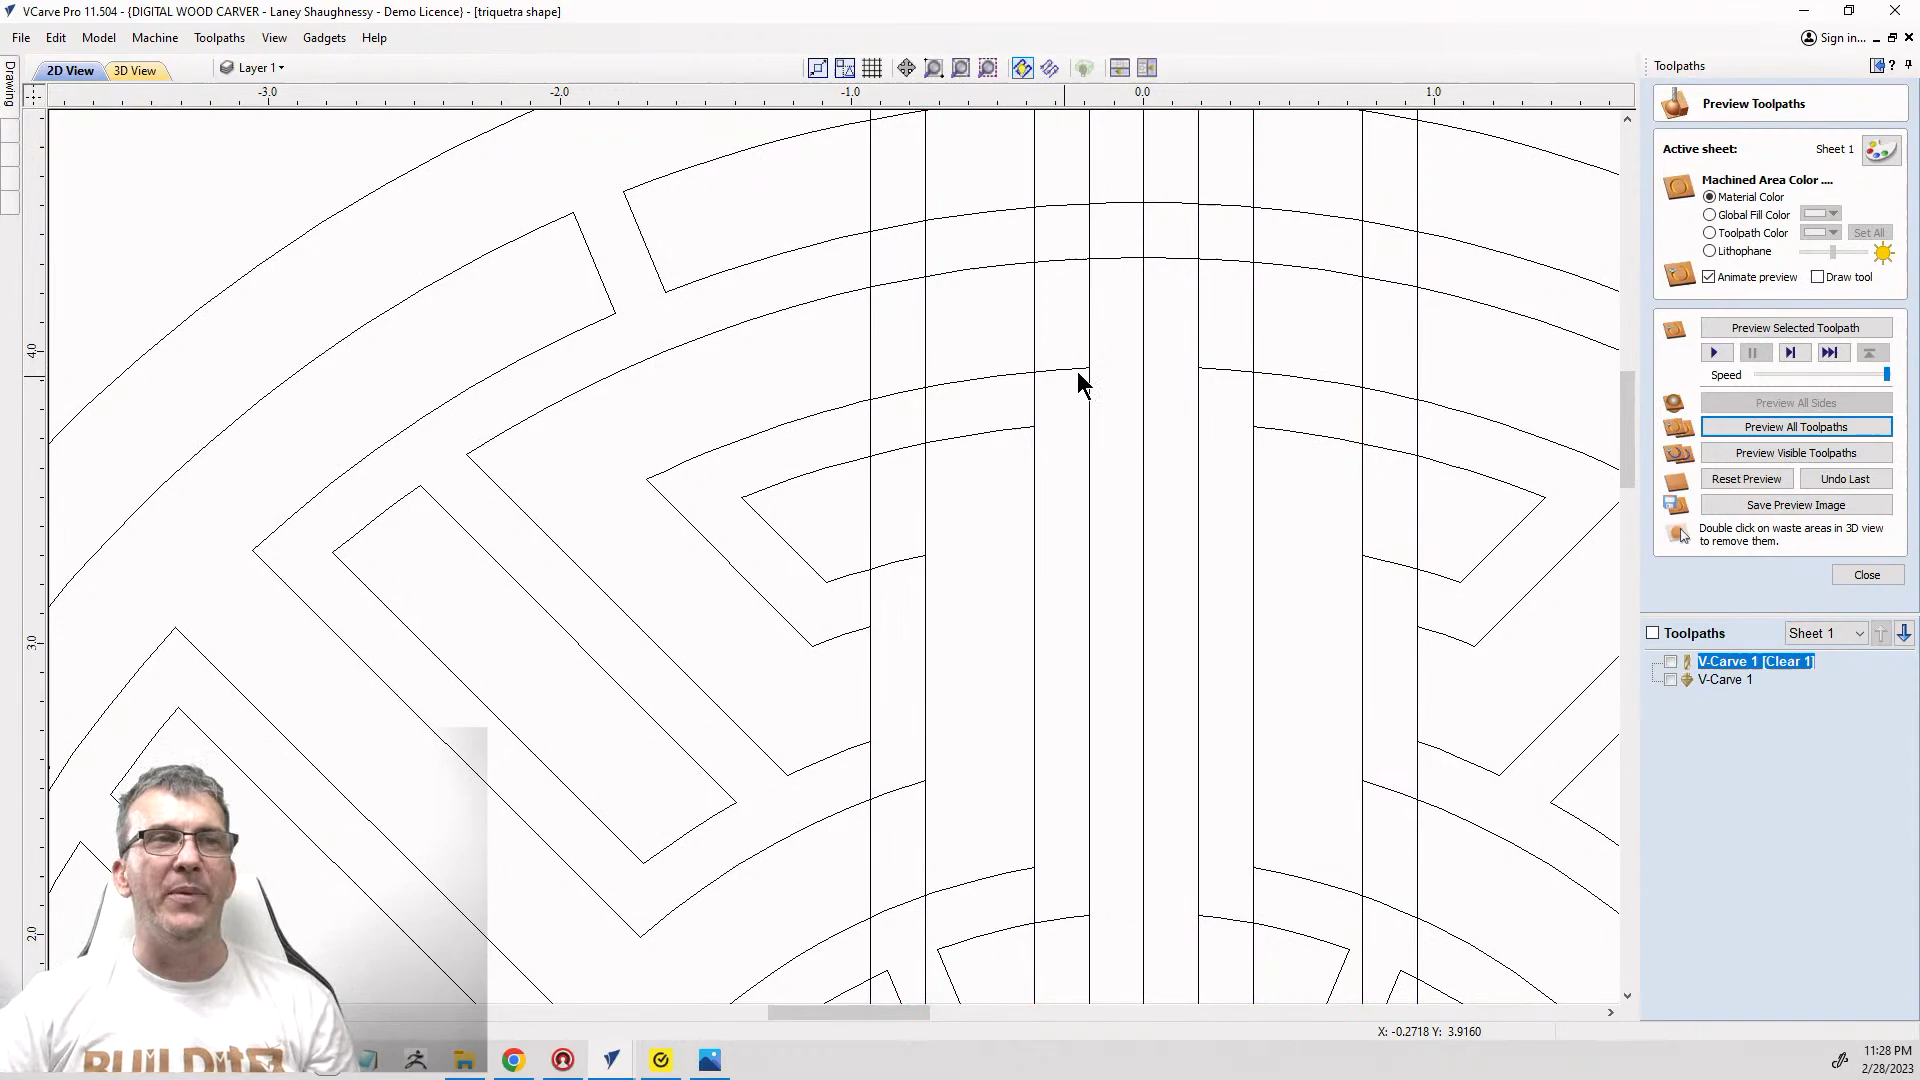 VCarve Pro 11.504 - {DIGITAL WOOD CARVER - Laney Shaughnessy - Demo Licence} - [triquetra shape]
File Edit Model Machine Toolpaths View Gadgets Help
Sign in...
2D View 3D View Layer 1
Drawing
-3.0 -2.0 -1.0 0.0 1.0
4.0
3.0
2.0
Toolpaths
Preview Toolpaths
Active sheet: Sheet 1
Machined Area Color ....
Material Color
Global Fill Color
Toolpath Color Set All
Lithophane
Animate preview Draw tool
Preview Selected Toolpath
Speed
Preview All Sides
Preview All Toolpaths
Preview Visible Toolpaths
Reset Preview Undo Last
Save Preview Image
Double click on waste areas in 3D view
to remove them.
Close
Toolpaths Sheet 1
V-Carve 1 [Clear 1]
V-Carve 1
X: -0.2718 Y: 3.9160
11:28 PM
2/28/2023